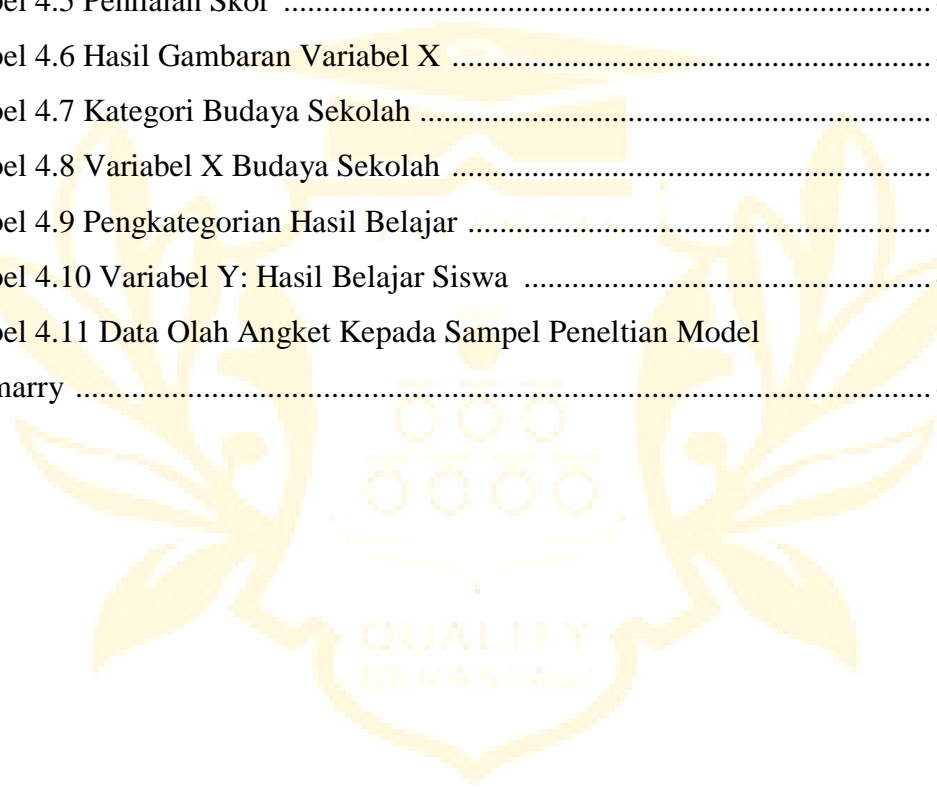 bel 4.5 Penilaian Skor ................................................................................
bel 4.6 Hasil Gambaran Variabel X ..........................................................
bel 4.7 Kategori Budaya Sekolah ..............................................................
bel 4.8 Variabel X Budaya Sekolah ..........................................................
bel 4.9 Pengkategorian Hasil Belajar ........................................................
bel 4.10 Variabel Y: Hasil Belajar Siswa .................................................
bel 4.11 Data Olah Angket Kepada Sampel Peneltian Model
marry ........................................................................................................
QUALITY
BERASTAGI